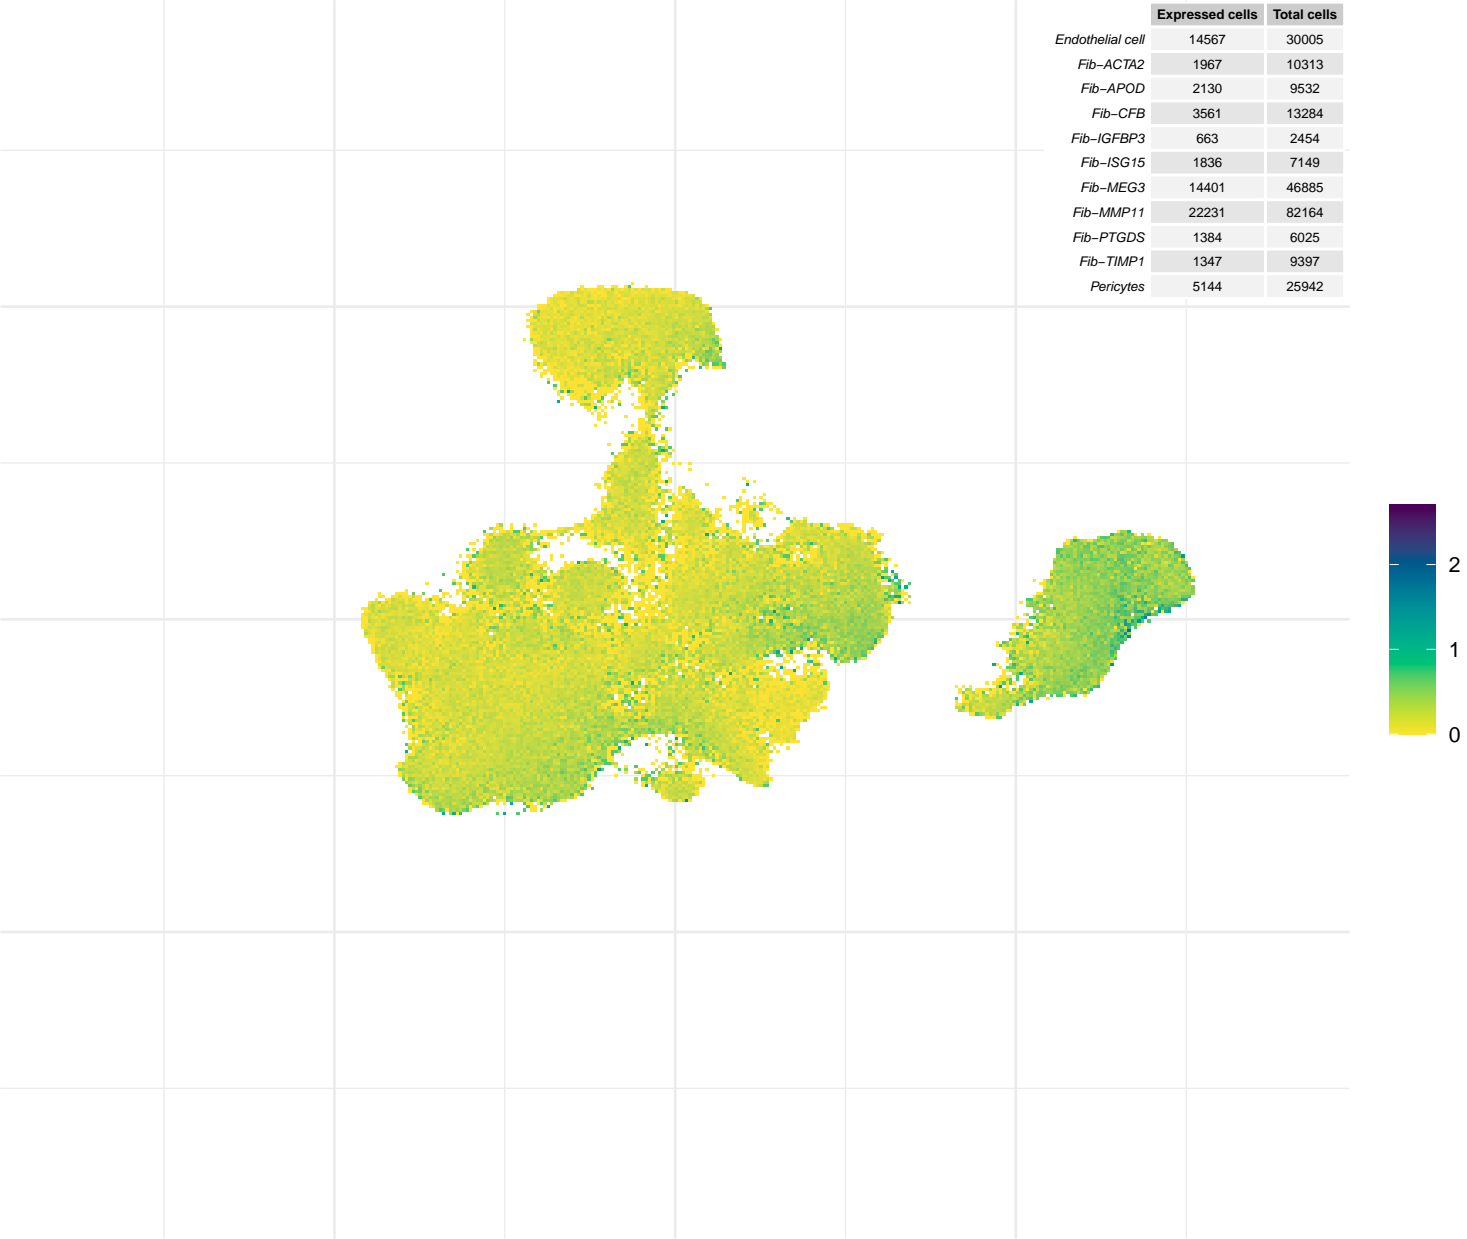 Expressed cells Total cells
Endothelial cell 14567 30005
Fib−ACTA2 1967 10313
Fib−APOD 2130 9532
Fib−CFB 3561 13284
Fib−IGFBP3 663 2454
Fib−ISG15 1836 7149
Fib−MEG3 14401 46885
Fib−MMP11 22231 82164
Fib−PTGDS 1384 6025
Fib−TIMP1 1347 9397
Pericytes 5144 25942
2
1
0